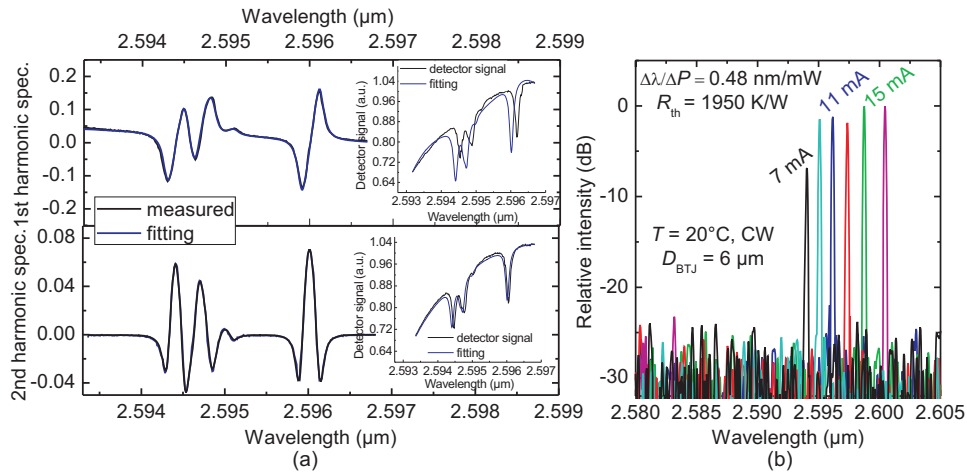 Wavelength (µm)
2.594 2.595 2.596 2.597 2.598 2.599
1st harmonic spec.
0.2
0.1
0.0
-0.1
-0.2
measured
fitting
Detector signal (a.u.)
1.04
0.96
0.88
0.80
0.72
0.64
detector signal
fitting
2.593 2.594 2.595 2.596 2.597
Wavelength (µm)
2nd harmonic spec.
0.08
0.04
0.00
-0.04
Detector signal (a.u.)
1.04
0.96
0.88
0.80
0.72
0.64
detector signal
fitting
2.593 2.594 2.595 2.596 2.597
Wavelength (µm)
2.594 2.595 2.596 2.597 2.598 2.599
Wavelength (µm)
(a)
Relative intensity (dB)
0
-10
-20
-30
Δλ/ΔP = 0.48 nm/mW
Rth = 1950 K/W
7 mA
11 mA
15 mA
T = 20°C, CW
DBTJ = 6 µm
2.580 2.585 2.590 2.595 2.600 2.605
Wavelength (µm)
(b)